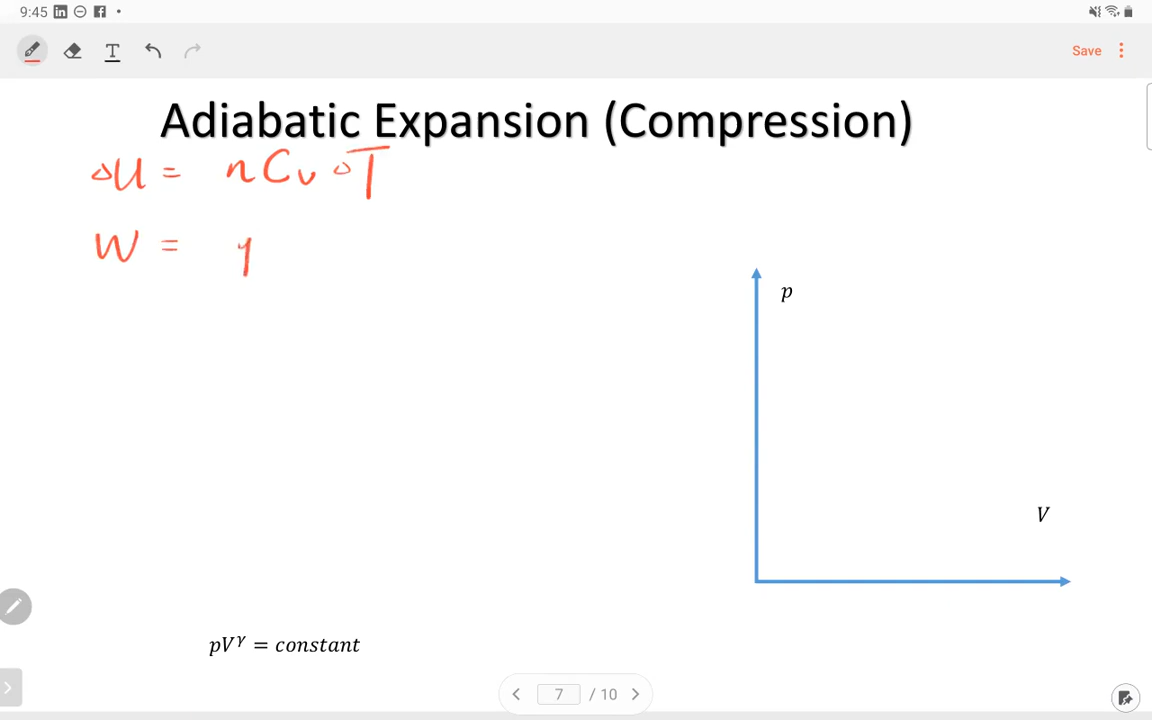 9:45
Save
Adiabatic Expansion (Compression)
ΔU = nCᵥΔT
W =
p
V
pV^γ = constant
7 / 10